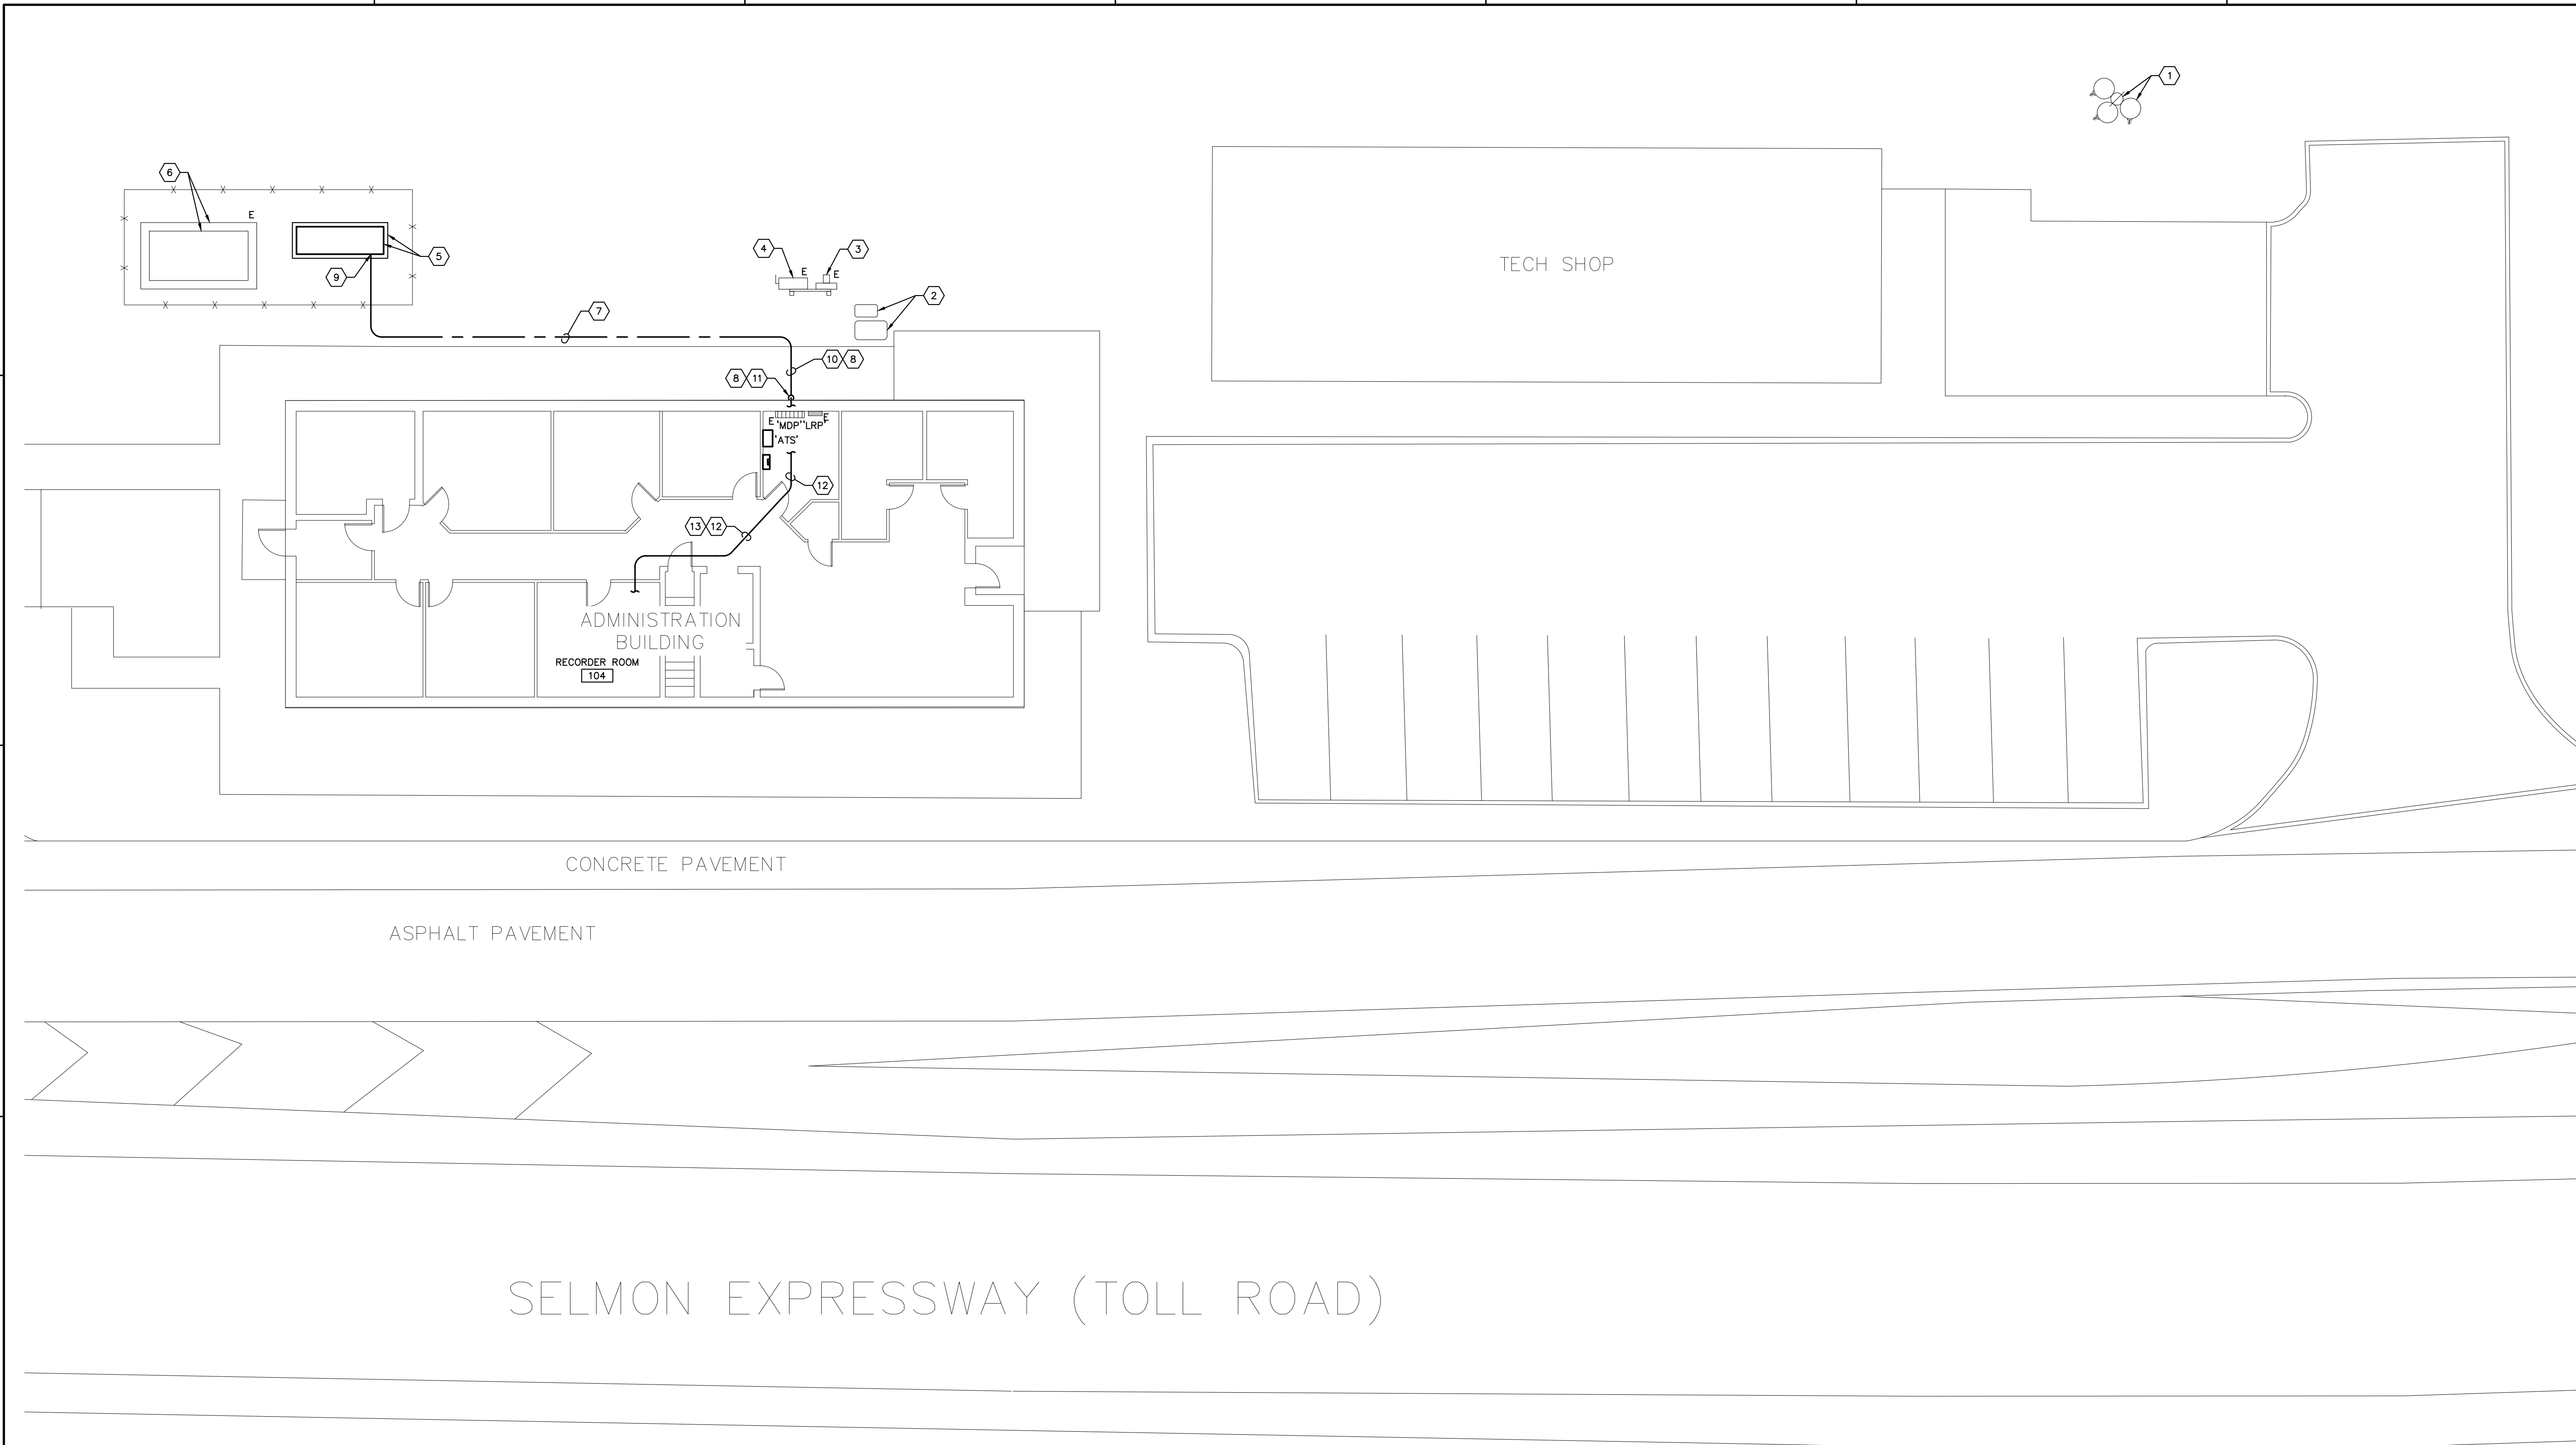 1
6
E
5
9
4
3
E
E
2
7
10 8
8 11
E 'MDP' 'LRP' E
'ATS'
12
13 12
TECH SHOP
ADMINISTRATION
BUILDING
RECORDER ROOM
104
CONCRETE PAVEMENT
ASPHALT PAVEMENT
SELMON EXPRESSWAY (TOLL ROAD)